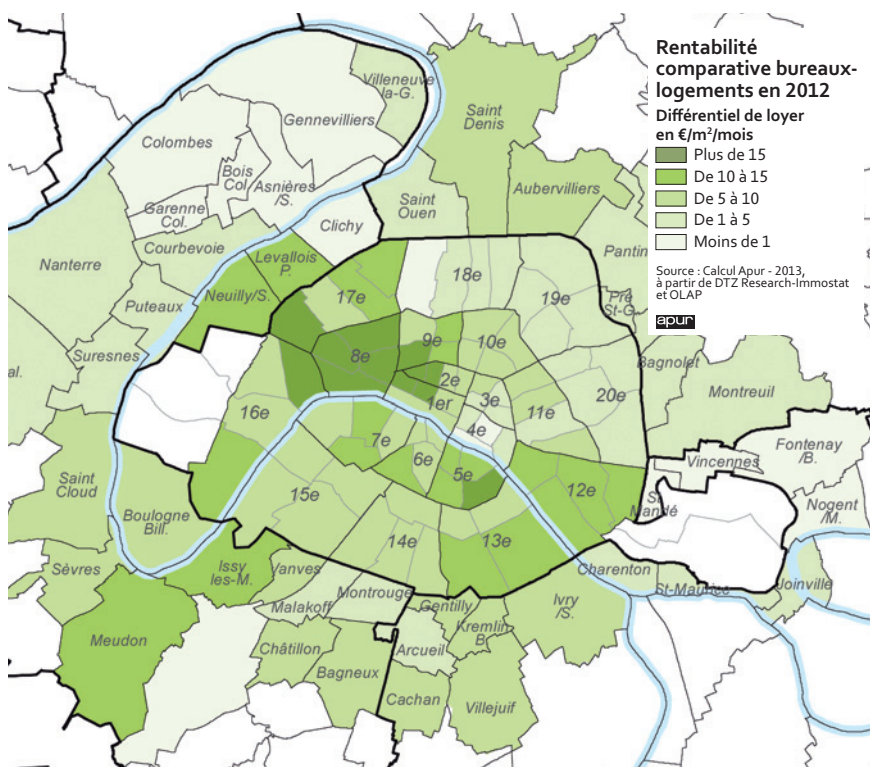 Rentabilité
comparative bureaux-
logements en 2012
Différentiel de loyer
en €/m²/mois
Plus de 15
De 10 à 15
De 5 à 10
De 1 à 5
Moins de 1
Source : Calcul Apur - 2013,
à partir de DTZ Research-Immostat
et OLAP
apur
Villeneuve
la-G.
Gennevilliers
Saint
Denis
Colombes
Bois
Col
Asnières
/S.
Garenne
Col.
Saint
Ouen
Aubervilliers
Clichy
Courbevoie
Levallois
P.
Pantin
Nanterre
Neuilly/S.
Puteaux
17e
18e
19e
Pré
St-G.
Suresnes
8e
9e
10e
Bagnolet
al.
2e
1er
3e
20e
Montreuil
16e
11e
4e
7e
6e
5e
Fontenay
/B.
Vincennes
Saint
Cloud
12e
St
Mandé
Nogent
/M.
15e
Boulogne
Bill.
13e
14e
Sèvres
Issy
les-M.
Vanves
Charenton
St-Maurice
Joinville
Malakoff
Montrouge
Gentilly
Ivry
/S.
Meudon
Kremlin
B
Châtillon
Arcueil
Bagneux
Cachan
Villejuif